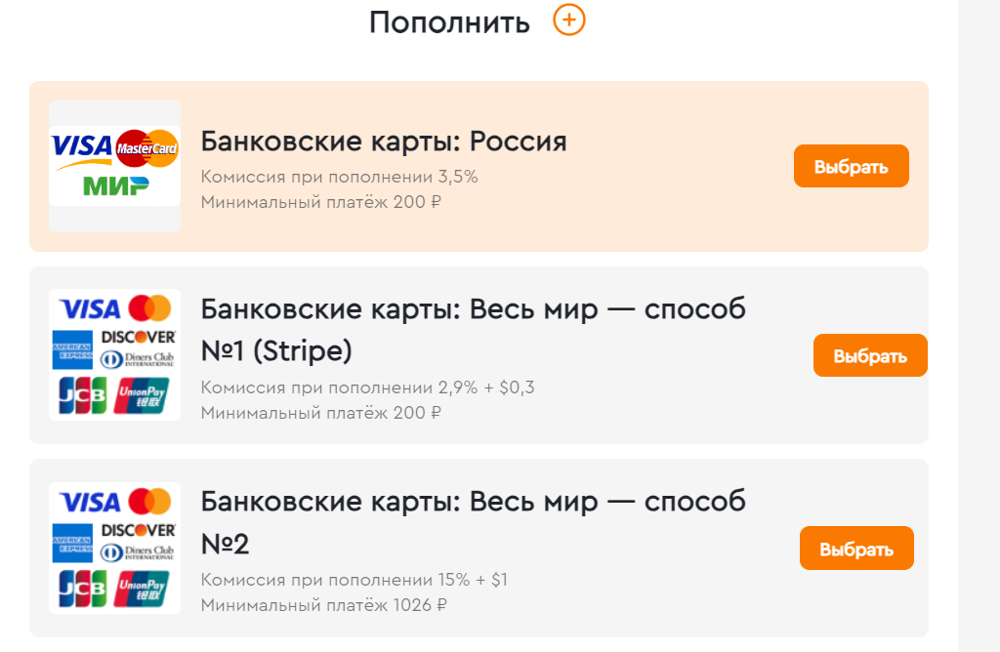 Пополнить
VISA MasterCard
МИР
Банковские карты: Россия
Комиссия при пополнении 3,5%
Минимальный платёж 200 ₽
Выбрать
VISA
DISCOVER
AMERICAN EXPRESS
Diners Club
INTERNATIONAL
JCB UnionPay
银联
Банковские карты: Весь мир — способ
№1 (Stripe)
Комиссия при пополнении 2,9% + $0,3
Минимальный платёж 200 ₽
Выбрать
VISA
DISCOVER
AMERICAN EXPRESS
Diners Club
INTERNATIONAL
JCB UnionPay
银联
Банковские карты: Весь мир — способ
№2
Комиссия при пополнении 15% + $1
Минимальный платёж 1026 ₽
Выбрать